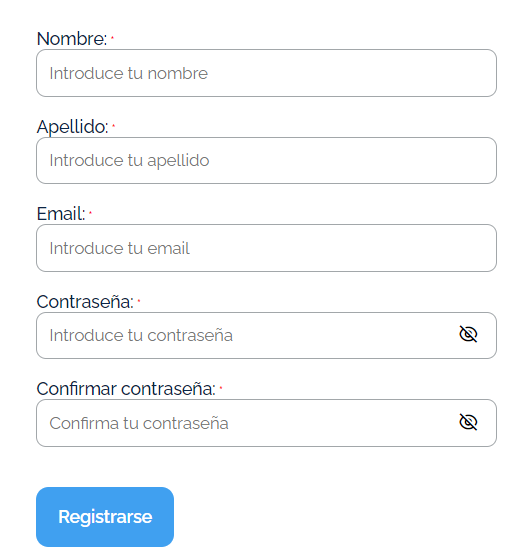 Nombre: *
Introduce tu nombre
Apellido: *
Introduce tu apellido
Email: *
Introduce tu email
Contraseña: *
Introduce tu contraseña
Confirmar contraseña: *
Confirma tu contraseña
Registrarse